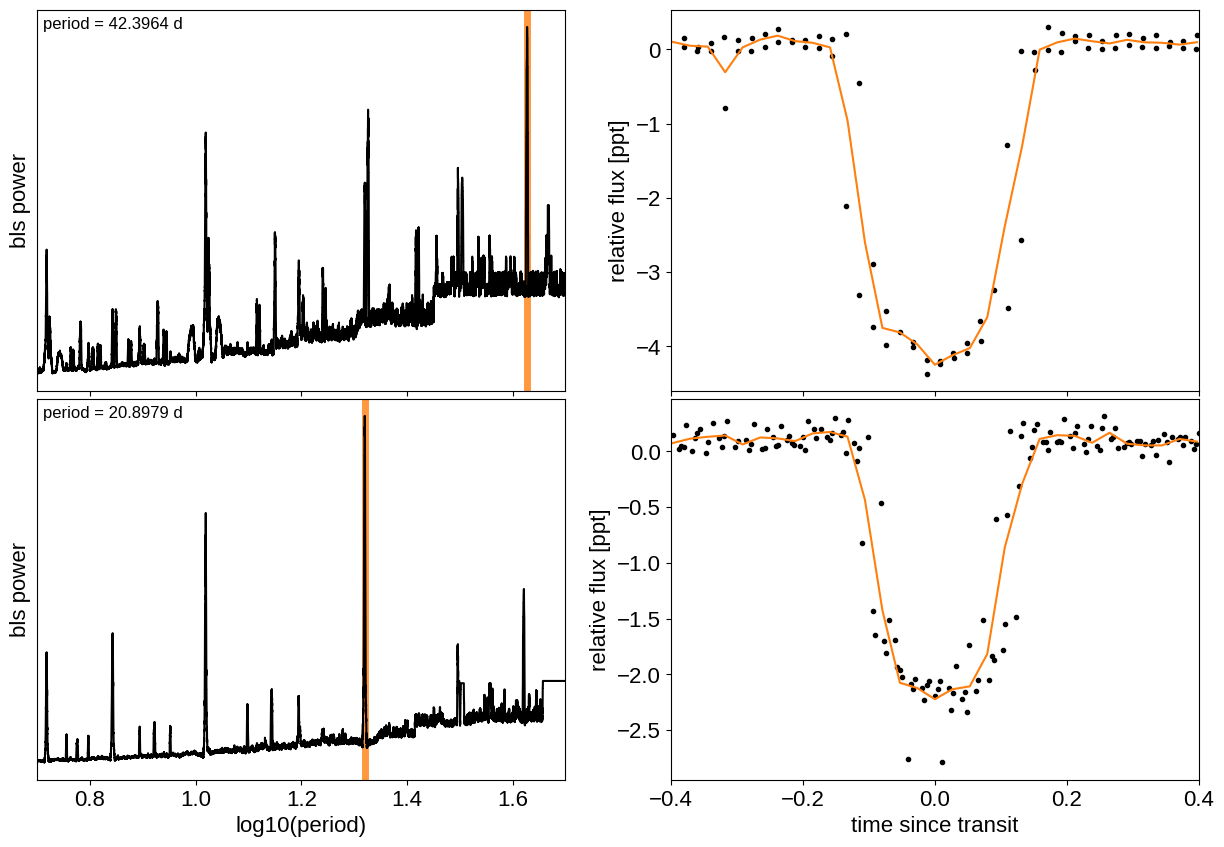 period = 42.3964 d
bls power
0
−1
−2
−3
−4
relative flux [ppt]
period = 20.8979 d
bls power
0.8
1.0
1.2
1.4
1.6
log10(period)
0.0
−0.5
−1.0
−1.5
−2.0
−2.5
relative flux [ppt]
−0.4
−0.2
0.0
0.2
0.4
time since transit